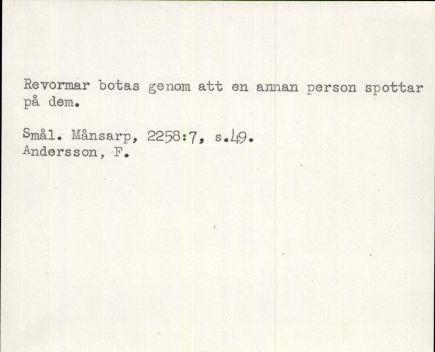 Revormar botas genom att en annan person spottar
på dem.
Smål. Månsarp, 2258:7, s.49.
Andersson, F.